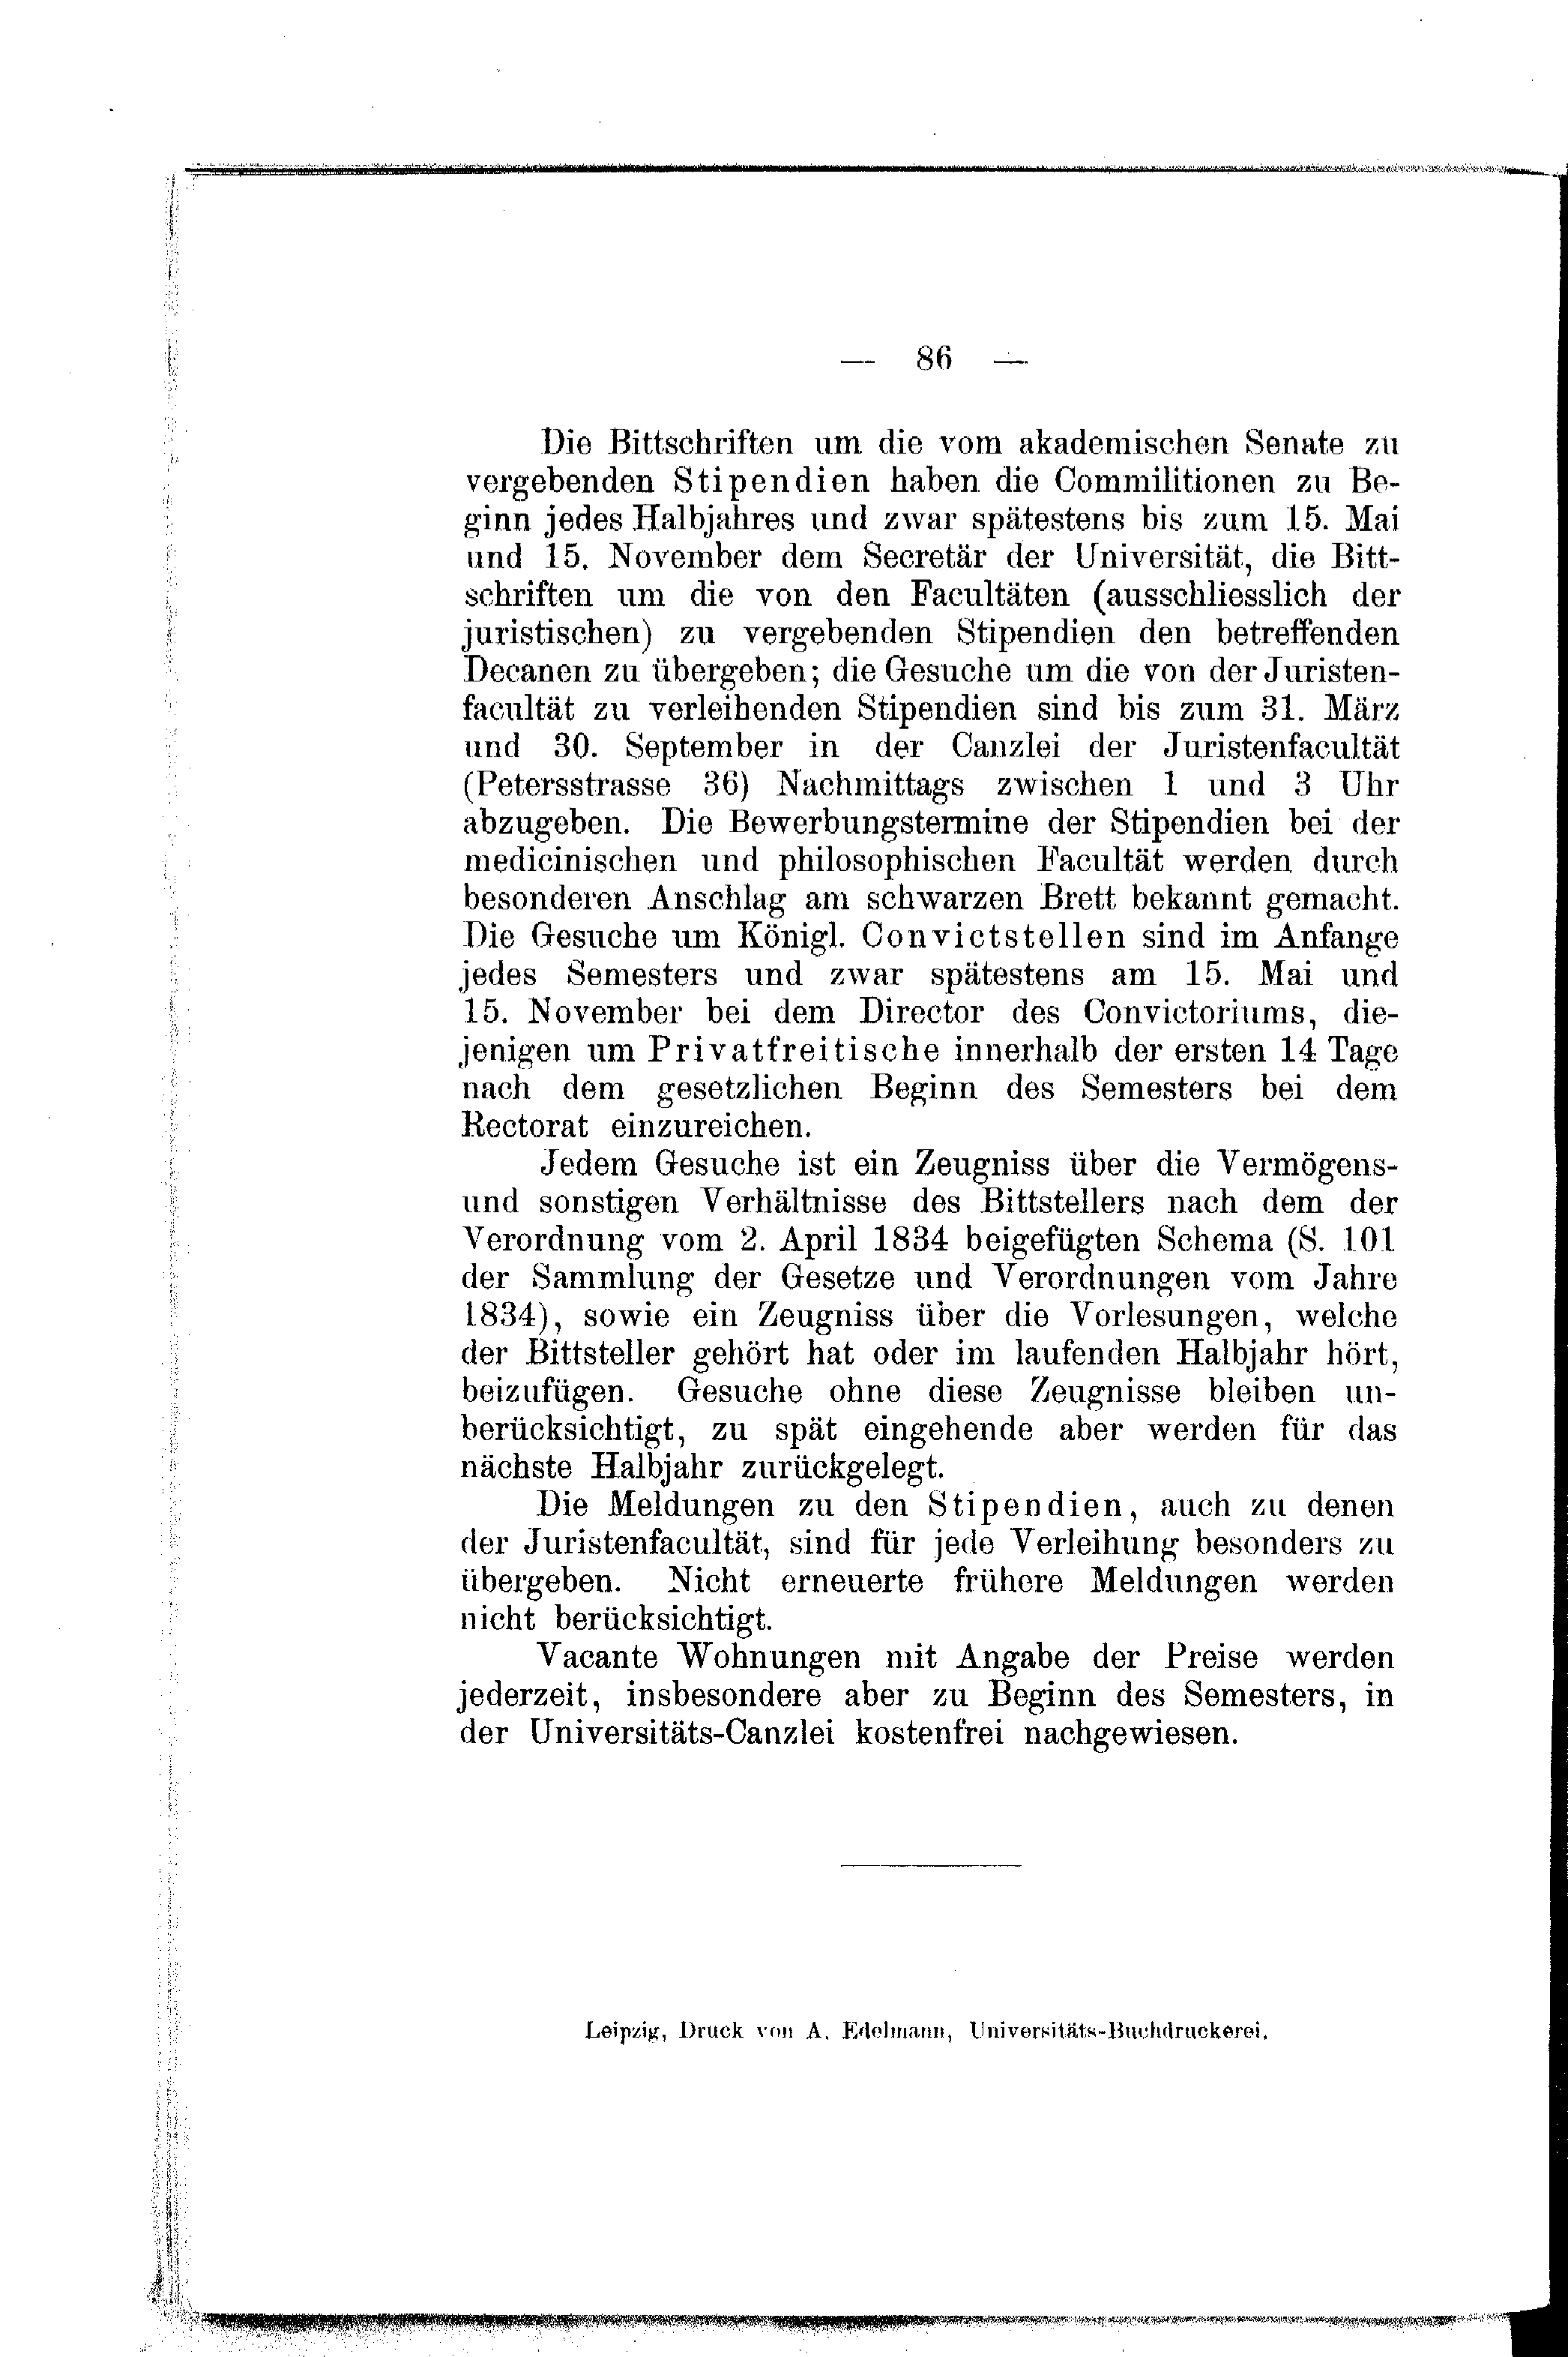 — 86 —
Die Bittschriften um die vom akademischen Senate zu
vergebenden Stipendien haben die Commilitionen zu Be-
ginn jedes Halbjahres und zwar spätestens bis zum 15. Mai
und 15. November dem Secretär der Universität, die Bitt-
schriften um die von den Facultäten (ausschliesslich der
juristischen) zu vergebenden Stipendien den betreffenden
Decanen zu übergeben; die Gesuche um die von der Juristen-
facultät zu verleihenden Stipendien sind bis zum 31. März
und 30. September in der Canzlei der Juristenfacultät
(Petersstrasse 36) Nachmittags zwischen 1 und 3 Uhr
abzugeben. Die Bewerbungstermine der Stipendien bei der
medicinischen und philosophischen Facultät werden durch
besonderen Anschlag am schwarzen Brett bekannt gemacht.
Die Gesuche um Königl. Convictstellen sind im Anfange
jedes Semesters und zwar spätestens am 15. Mai und
15. November bei dem Director des Convictoriums, die-
jenigen um Privatfreitische innerhalb der ersten 14 Tage
nach dem gesetzlichen Beginn des Semesters bei dem
Rectorat einzureichen.
Jedem Gesuche ist ein Zeugniss über die Vermögens-
und sonstigen Verhältnisse des Bittstellers nach dem der
Verordnung vom 2. April 1834 beigefügten Schema (S. 101
der Sammlung der Gesetze und Verordnungen vom Jahre
1834), sowie ein Zeugniss über die Vorlesungen, welche
der Bittsteller gehört hat oder im laufenden Halbjahr hört,
beizufügen. Gesuche ohne diese Zeugnisse bleiben un-
berücksichtigt, zu spät eingehende aber werden für das
nächste Halbjahr zurückgelegt.
Die Meldungen zu den Stipendien, auch zu denen
der Juristenfacultät, sind für jede Verleihung besonders zu
übergeben. Nicht erneuerte frühere Meldungen werden
nicht berücksichtigt.
Vacante Wohnungen mit Angabe der Preise werden
jederzeit, insbesondere aber zu Beginn des Semesters, in
der Universitäts-Canzlei kostenfrei nachgewiesen.
Leipzig, Druck von A. Edelmann, Universitäts-Buchdruckerei.